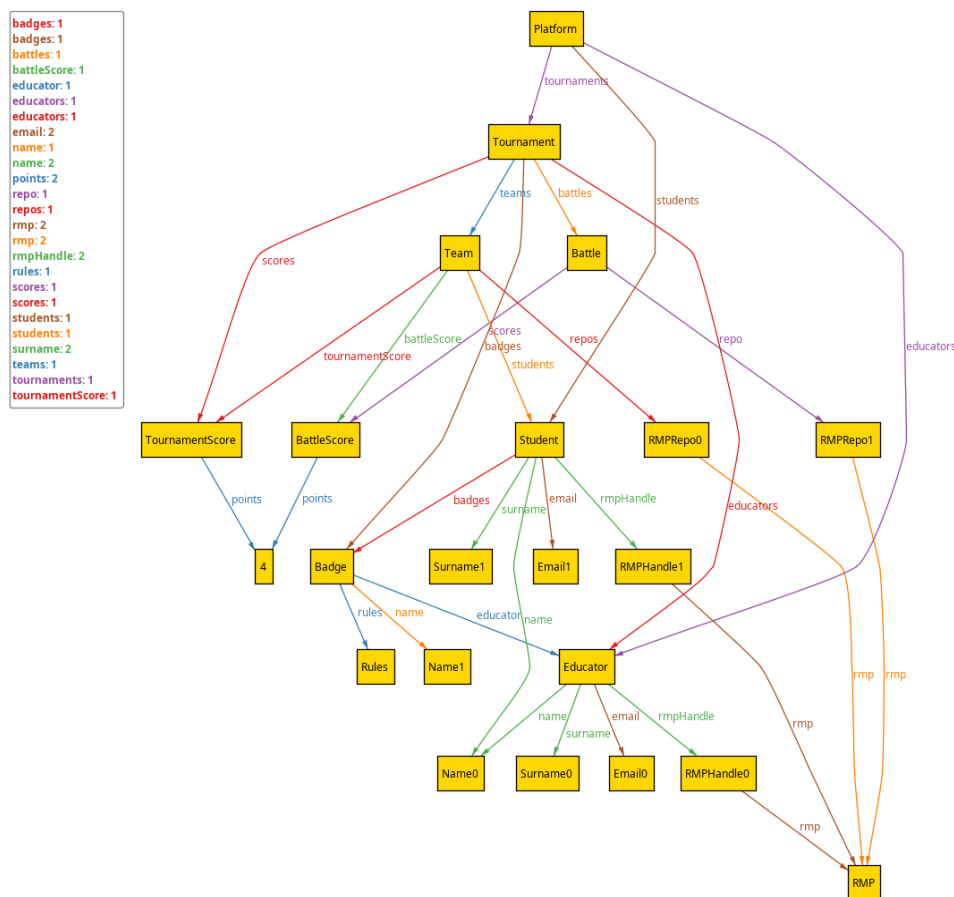 badges: 1
badges: 1
battles: 1
battleScore: 1
educator: 1
educators: 1
educators: 1
email: 2
name: 1
name: 2
points: 2
repo: 1
repos: 1
rmp: 2
rmp: 2
rmpHandle: 2
rules: 1
scores: 1
scores: 1
students: 1
students: 1
surname: 2
teams: 1
tournaments: 1
tournamentScore: 1
Platform
tournaments
Tournament
teams
battles
students
Team
Battle
scores
scores
battleScore
repos
repo
educators
badges
tournamentScore
students
TournamentScore
BattleScore
Student
RMPRepo0
RMPRepo1
points
points
badges
email
rmpHandle
surname
educators
4
Badge
Surname1
Email1
RMPHandle1
rules
name
educator
name
Rules
Name1
Educator
rmp
rmp
name
email
rmpHandle
rmp
surname
Name0
Surname0
Email0
RMPHandle0
rmp
RMP